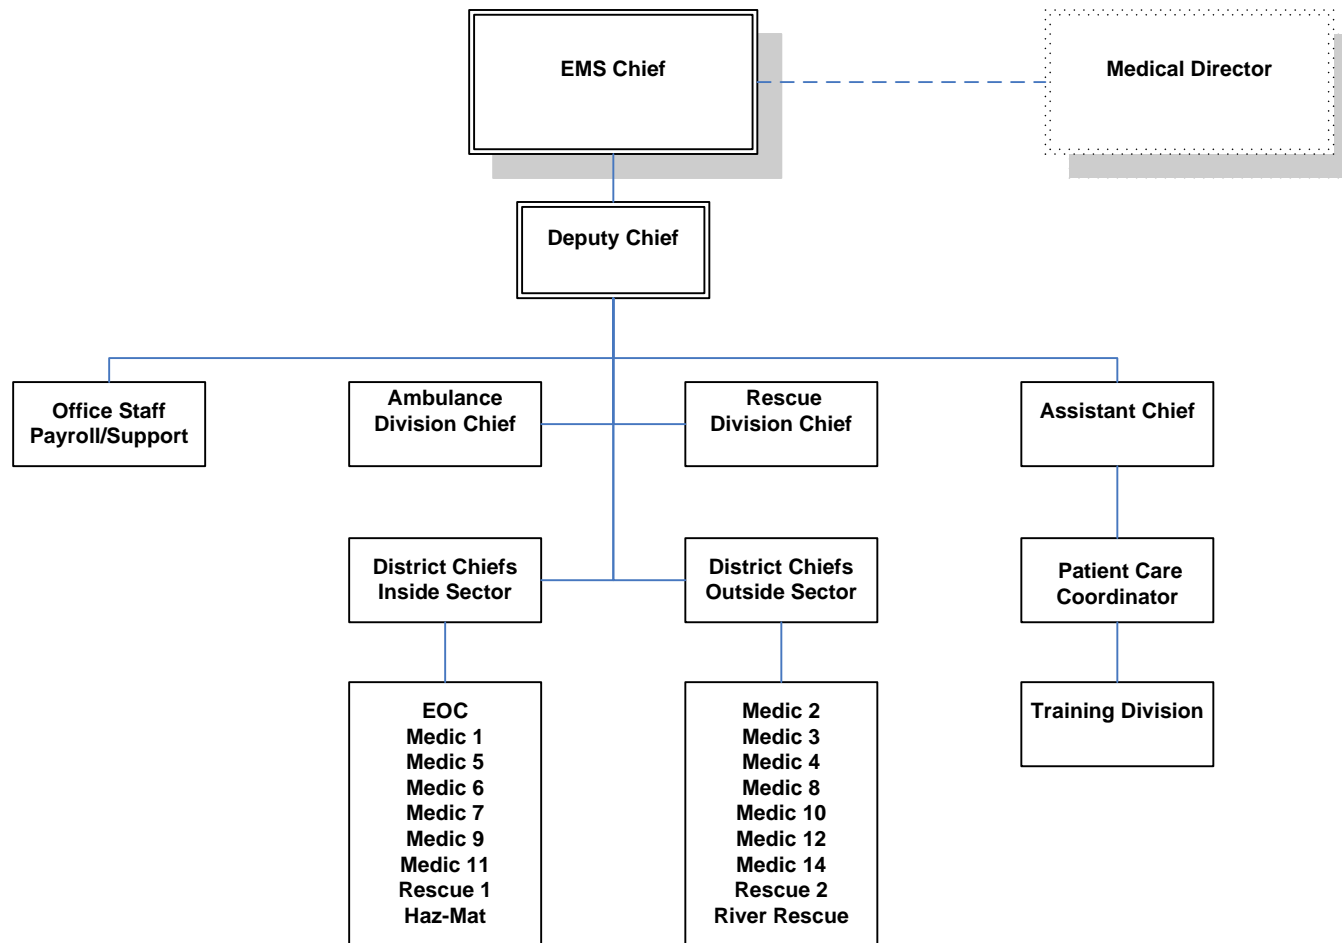 EMS Chief
Medical Director
Deputy Chief
Office Staff
Payroll/Support
Ambulance
Division Chief
Rescue
Division Chief
Assistant Chief
District Chiefs
Inside Sector
District Chiefs
Outside Sector
Patient Care
Coordinator
EOC
Medic 1
Medic 5
Medic 6
Medic 7
Medic 9
Medic 11
Rescue 1
Haz-Mat
Medic 2
Medic 3
Medic 4
Medic 8
Medic 10
Medic 12
Medic 14
Rescue 2
River Rescue
Training Division